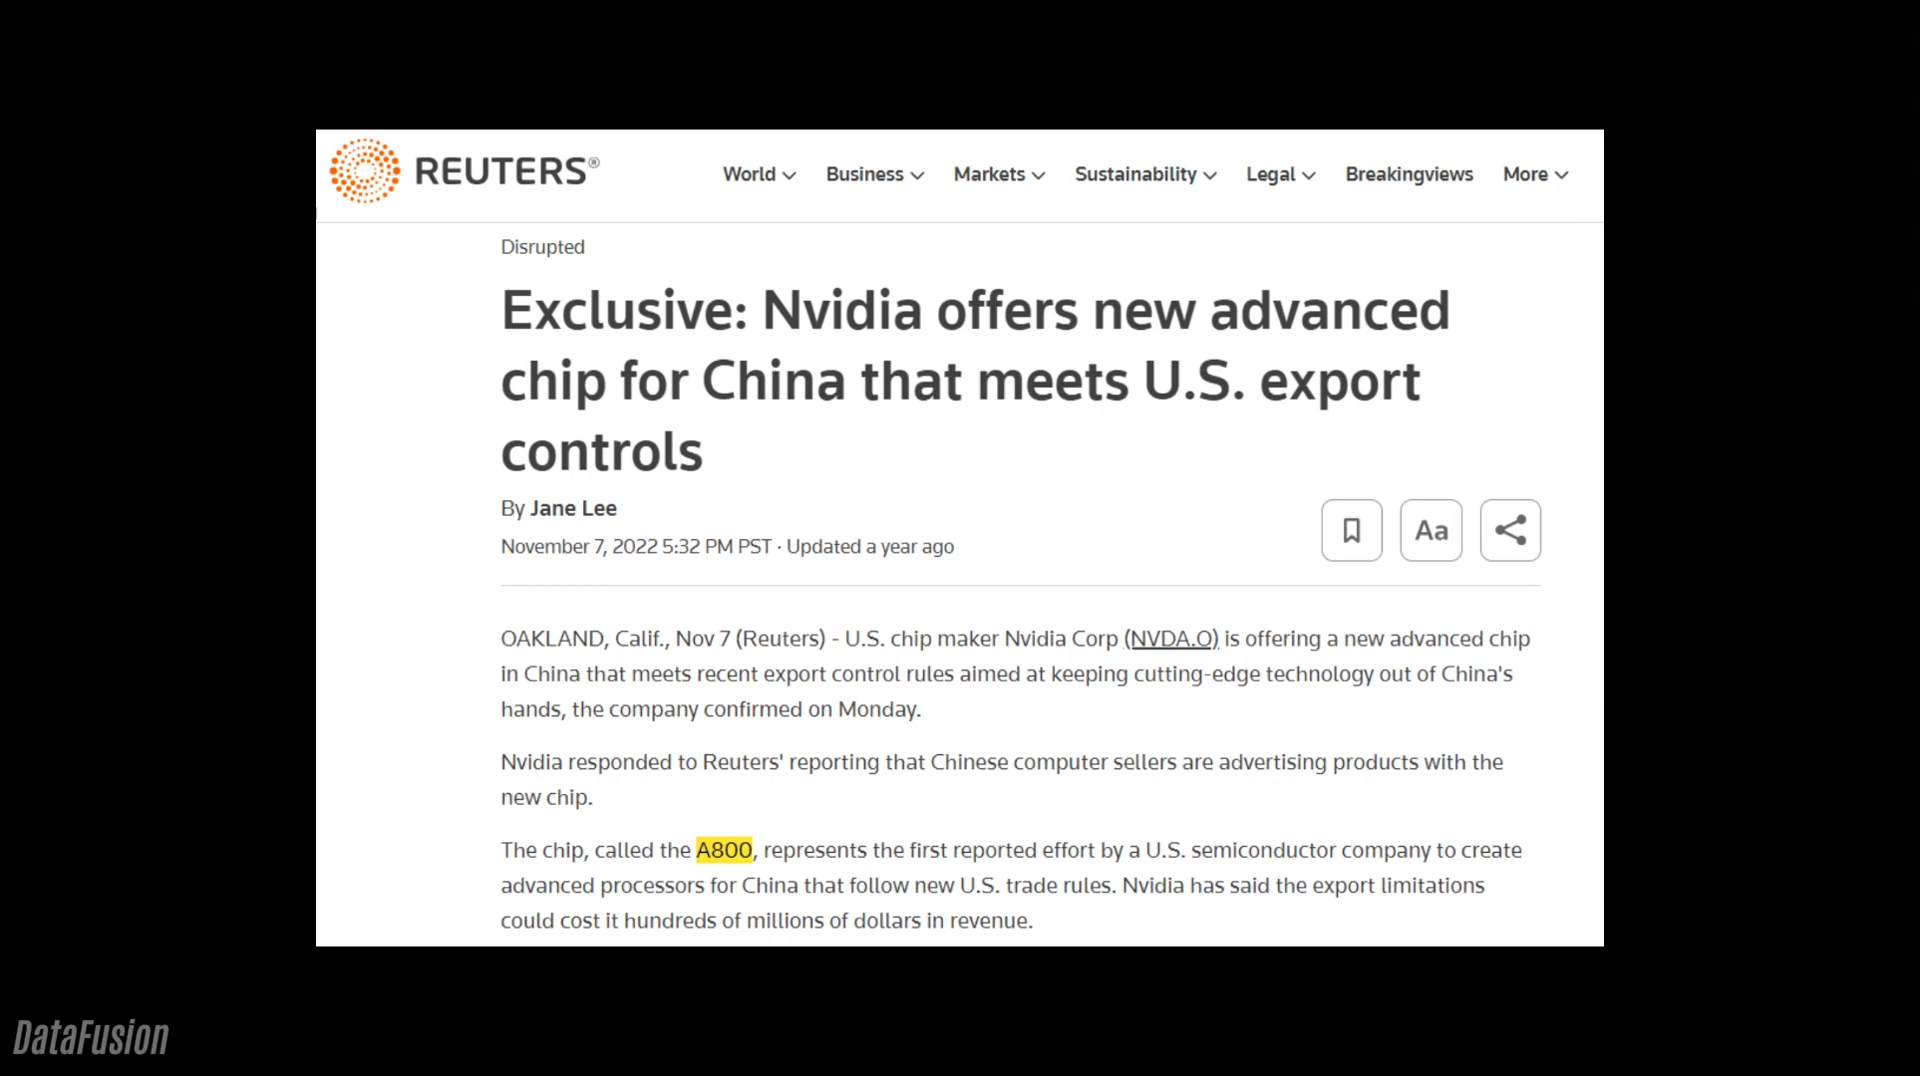 REUTERS®
World Business Markets Sustainability Legal Breakingviews More
Disrupted
Exclusive: Nvidia offers new advanced
chip for China that meets U.S. export
controls
By Jane Lee
November 7, 2022 5:32 PM PST · Updated a year ago
Aa
OAKLAND, Calif., Nov 7 (Reuters) - U.S. chip maker Nvidia Corp (NVDA.O) is offering a new advanced chip
in China that meets recent export control rules aimed at keeping cutting-edge technology out of China's
hands, the company confirmed on Monday.
Nvidia responded to Reuters' reporting that Chinese computer sellers are advertising products with the
new chip.
The chip, called the A800, represents the first reported effort by a U.S. semiconductor company to create
advanced processors for China that follow new U.S. trade rules. Nvidia has said the export limitations
could cost it hundreds of millions of dollars in revenue.
DataFusion